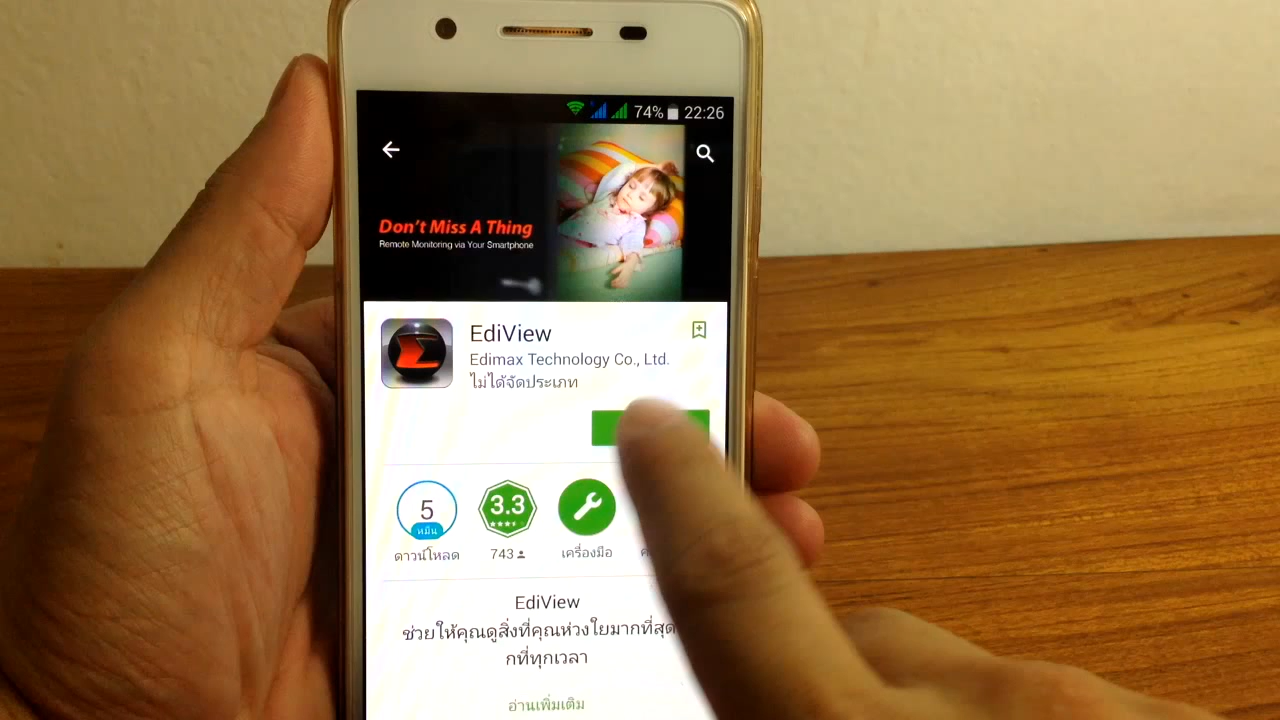 74% 22:26
Don't Miss A Thing
Remote Monitoring via Your Smartphone
EdiView
Edimax Technology Co., Ltd.
ไม่ได้จัดประเภท
5
หมื่น
ดาวน์โหลด
3.3
743
เครื่องมือ
EdiView
ช่วยให้คุณดูสิ่งที่คุณห่วงใยมากที่สุด
กที่ทุกเวลา
อ่านเพิ่มเติม